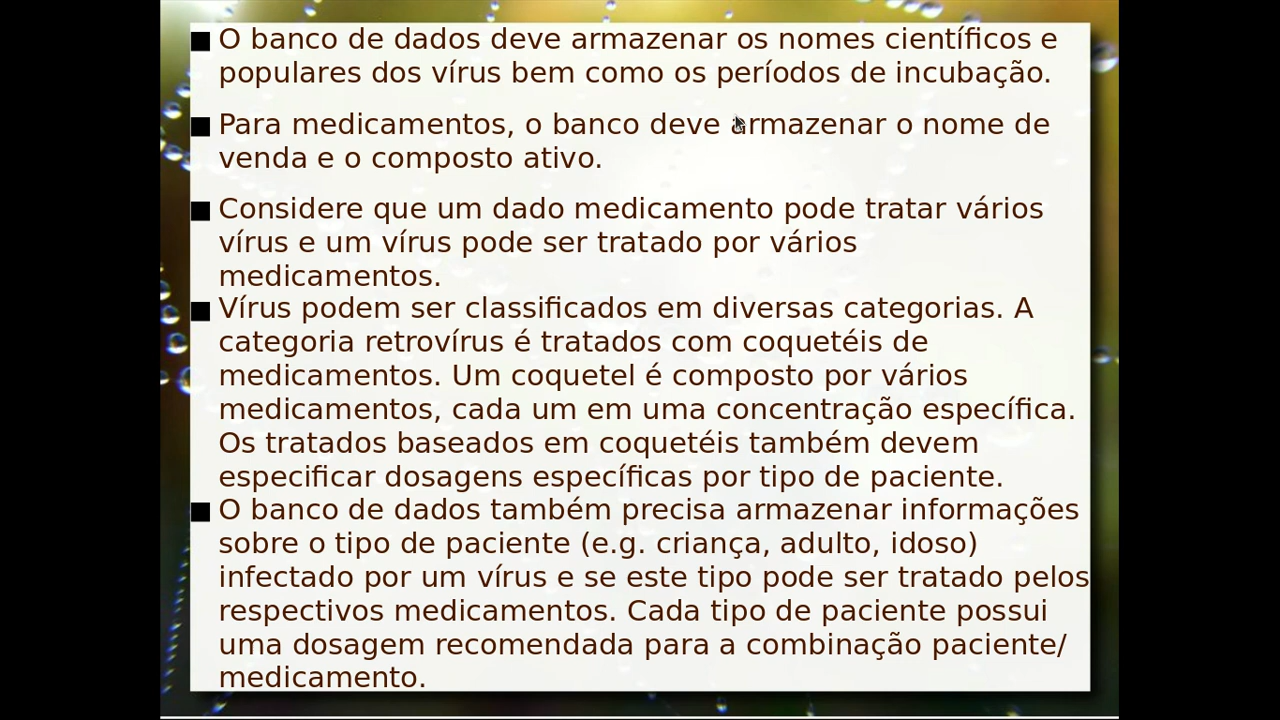 ■ O banco de dados deve armazenar os nomes científicos e
populares dos vírus bem como os períodos de incubação.
■ Para medicamentos, o banco deve armazenar o nome de
venda e o composto ativo.
■ Considere que um dado medicamento pode tratar vários
vírus e um vírus pode ser tratado por vários
medicamentos.
■ Vírus podem ser classificados em diversas categorias. A
categoria retrovírus é tratados com coquetéis de
medicamentos. Um coquetel é composto por vários
medicamentos, cada um em uma concentração específica.
Os tratados baseados em coquetéis também devem
especificar dosagens específicas por tipo de paciente.
■ O banco de dados também precisa armazenar informações
sobre o tipo de paciente (e.g. criança, adulto, idoso)
infectado por um vírus e se este tipo pode ser tratado pelos
respectivos medicamentos. Cada tipo de paciente possui
uma dosagem recomendada para a combinação paciente/
medicamento.